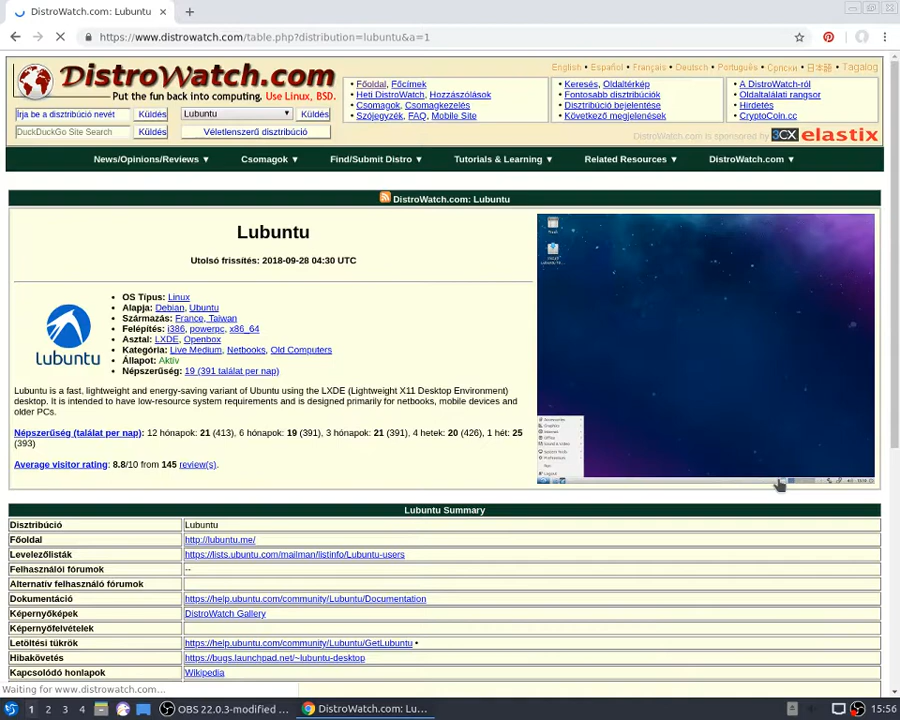 DistroWatch.com: Lubuntu
https://www.distrowatch.com/table.php?distribution=lubuntu&a=1
DistroWatch.com
Put the fun back into computing. Use Linux, BSD.
English · Español · Français · Deutsch · Português · Српски · 日本語 · Tagalog
Írja be a disztribúció nevét Küldés Lubuntu Küldés
DuckDuckGo Site Search Küldés Véletlenszerű disztribúció
• Főoldal, Főcímek
• Heti DistroWatch, Hozzászólások
• Csomagok, Csomagkezelés
• Szójegyzék, FAQ, Mobile Site
• Keresés, Oldaltérkép
• Fontosabb disztribúciók
• Disztribúció bejelentése
• Következő megjelenések
• A DistroWatch-ról
• Oldaltalálati rangsor
• Hirdetés
• CryptoCoin.cc
DistroWatch.com is sponsored by 3CX elastix
News/Opinions/Reviews ▼ Csomagok ▼ Find/Submit Distro ▼ Tutorials & Learning ▼ Related Resources ▼ DistroWatch.com ▼
DistroWatch.com: Lubuntu
Lubuntu
Utolsó frissítés: 2018-09-28 04:30 UTC
lubuntu
• OS Típus: Linux
• Alapja: Debian, Ubuntu
• Származás: France, Taiwan
• Felépítés: i386, powerpc, x86_64
• Asztal: LXDE, Openbox
• Kategória: Live Medium, Netbooks, Old Computers
• Állapot: Aktív
• Népszerűség: 19 (391 találat per nap)
Lubuntu is a fast, lightweight and energy-saving variant of Ubuntu using the LXDE (Lightweight X11 Desktop Environment)
desktop. It is intended to have low-resource system requirements and is designed primarily for netbooks, mobile devices and
older PCs.
Népszerűség (találat per nap): 12 hónapok: 21 (413), 6 hónapok: 19 (391), 3 hónapok: 21 (391), 4 hetek: 20 (426), 1 hét: 25
(393)
Average visitor rating: 8.8/10 from 145 review(s).
Lubuntu Summary
Disztribúció Lubuntu
Főoldal http://lubuntu.me/
Levelezőlisták https://lists.ubuntu.com/mailman/listinfo/Lubuntu-users
Felhasználói fórumok --
Alternatív felhasználó fórumok
Dokumentáció https://help.ubuntu.com/community/Lubuntu/Documentation
Képernyőképek DistroWatch Gallery
Képernyőfelvételek
Letöltési tükrök https://help.ubuntu.com/community/Lubuntu/GetLubuntu •
Hibakövetés https://bugs.launchpad.net/~lubuntu-desktop
Kapcsolódó honlapok Wikipedia
Waiting for www.distrowatch.com...
1 2 3 4 OBS 22.0.3-modified ... DistroWatch.com: Lu... 15:56